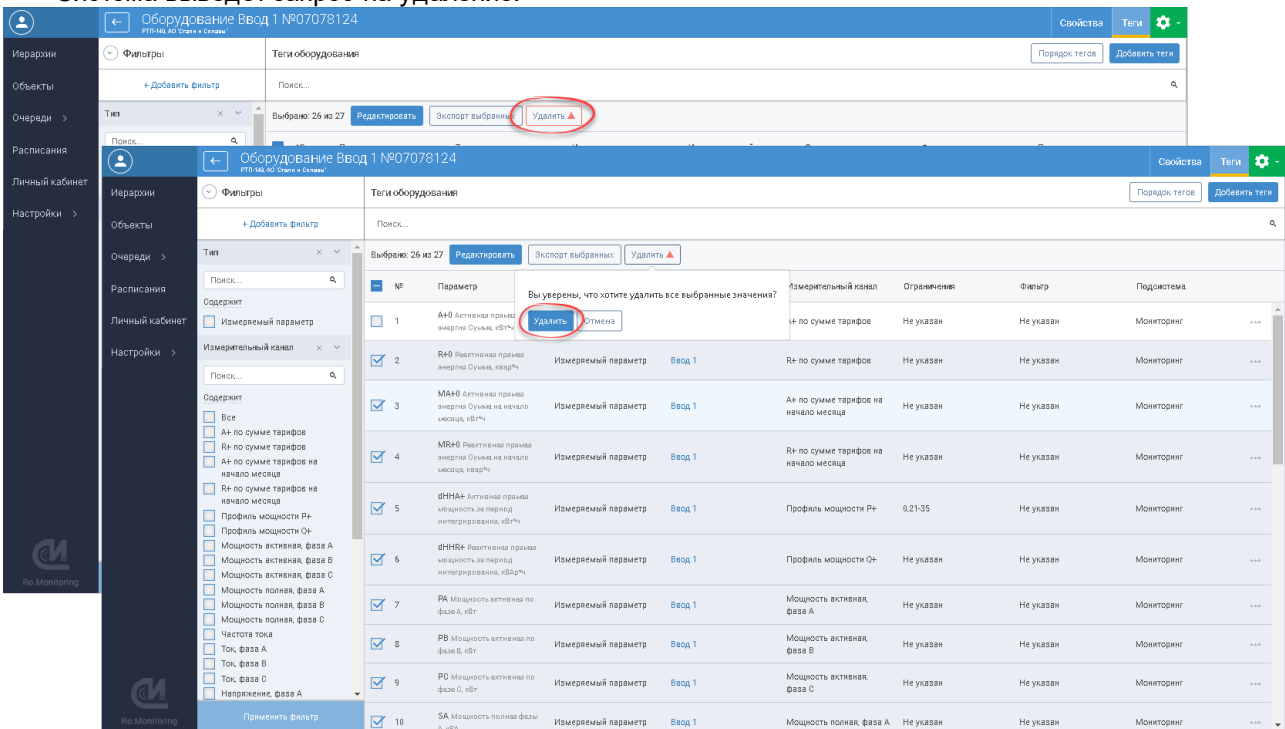 Система выведет запрос на удаление.
Оборудование Ввод 1 №07078124
РТП-149, АО "Стали и Сплавы"
Свойства
Теги
Иерархии
Объекты
Очереди >
Расписания
Личный кабинет
Настройки >
Ro.Monitoring
Фильтры
+ Добавить фильтр
Тип
Поиск...
Теги оборудования
Порядок тегов
Добавить теги
Поиск...
Выбрано: 26 из 27
Редактировать
Экспорт выбранных
Удалить
Оборудование Ввод 1 №07078124
РТП-149, АО "Стали и Сплавы"
Свойства
Теги
Иерархии
Объекты
Очереди >
Расписания
Личный кабинет
Настройки >
Ro.Monitoring
Фильтры
+ Добавить фильтр
Тип
Поиск...
Содержит
Измеряемый параметр
Измерительный канал
Поиск...
Содержит
Все
А+ по сумме тарифов
R+ по сумме тарифов
А+ по сумме тарифов на
начало месяца
R+ по сумме тарифов на
начало месяца
Профиль мощности P+
Профиль мощности Q+
Мощность активная, фаза А
Мощность активная, фаза В
Мощность активная, фаза С
Мощность полная, фаза А
Мощность полная, фаза В
Мощность полная, фаза С
Частота тока
Ток, фаза А
Ток, фаза В
Ток, фаза С
Напряжение, фаза А
Применить фильтр
Теги оборудования
Порядок тегов
Добавить теги
Поиск...
Выбрано: 26 из 27
Редактировать
Экспорт выбранных
Удалить
Вы уверены, что хотите удалить все выбранные значения?
Удалить
Отмена
№ Параметр Измерительный канал Ограничения Фильтр Подсистема
1 A+0 Активная прямая энергия Сумма, кВт*ч А+ по сумме тарифов Не указан Не указан Мониторинг ...
2 R+0 Реактивная прямая энергия Сумма, квар*ч Измеряемый параметр Ввод 1 R+ по сумме тарифов Не указан Не указан Мониторинг ...
3 MA+0 Активная прямая энергия Сумма на начало месяца, кВт*ч Измеряемый параметр Ввод 1 А+ по сумме тарифов на начало месяца Не указан Не указан Мониторинг ...
4 MR+0 Реактивная прямая энергия Сумма на начало месяца, квар*ч Измеряемый параметр Ввод 1 R+ по сумме тарифов на начало месяца Не указан Не указан Мониторинг ...
5 dHHA+ Активная прямая мощность за период интегрирования, кВт*ч Измеряемый параметр Ввод 1 Профиль мощности P+ 0,21-35 Не указан Мониторинг ...
6 dHHR+ Реактивная прямая мощность за период интегрирования, кВАр*ч Измеряемый параметр Ввод 1 Профиль мощности Q+ Не указан Не указан Мониторинг ...
7 PA Мощность активная по фазе А, кВт Измеряемый параметр Ввод 1 Мощность активная, фаза А Не указан Не указан Мониторинг ...
8 PB Мощность активная по фазе В, кВт Измеряемый параметр Ввод 1 Мощность активная, фаза В Не указан Не указан Мониторинг ...
9 PC Мощность активная по фазе С, кВт Измеряемый параметр Ввод 1 Мощность активная, фаза С Не указан Не указан Мониторинг ...
10 SA Мощность полная фазы Измеряемый параметр Ввод 1 Мощность полная, фаза А Не указан Не указан Мониторинг ...